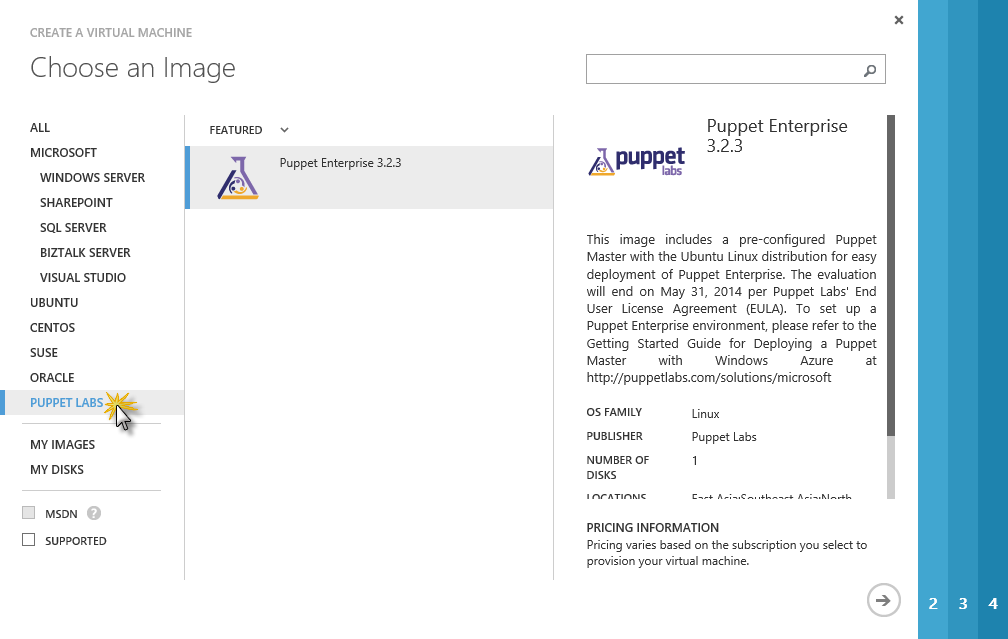 CREATE A VIRTUAL MACHINE
Choose an Image
ALL
MICROSOFT
WINDOWS SERVER
SHAREPOINT
SQL SERVER
BIZTALK SERVER
VISUAL STUDIO
UBUNTU
CENTOS
SUSE
ORACLE
PUPPET LABS
MY IMAGES
MY DISKS
MSDN ?
SUPPORTED
FEATURED
Puppet Enterprise 3.2.3
puppet
labs
Puppet Enterprise
3.2.3
This image includes a pre-configured Puppet
Master with the Ubuntu Linux distribution for easy
deployment of Puppet Enterprise. The evaluation
will end on May 31, 2014 per Puppet Labs' End
User License Agreement (EULA). To set up a
Puppet Enterprise environment, please refer to the
Getting Started Guide for Deploying a Puppet
Master with Windows Azure at
http://puppetlabs.com/solutions/microsoft
OS FAMILY Linux
PUBLISHER Puppet Labs
NUMBER OF 1
DISKS
LOCATIONS East Asia;Southeast Asia;North
PRICING INFORMATION
Pricing varies based on the subscription you select to
provision your virtual machine.
2 3 4